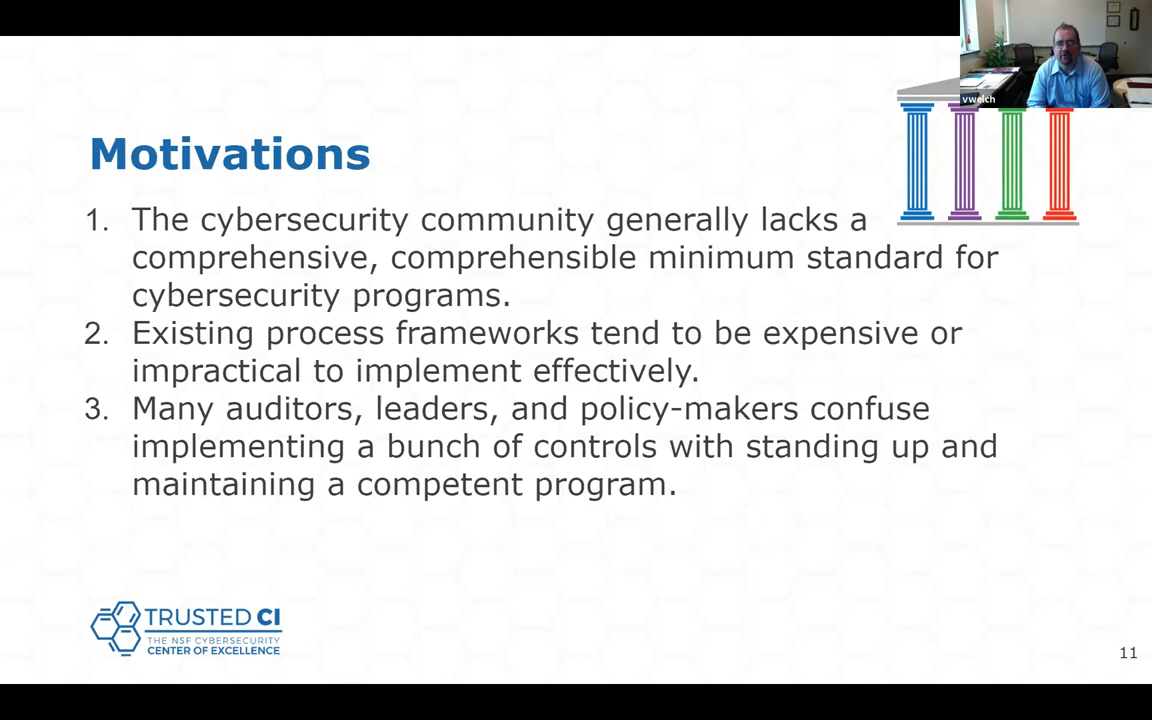 vwelch
Motivations
1. The cybersecurity community generally lacks a
comprehensive, comprehensible minimum standard for
cybersecurity programs.
2. Existing process frameworks tend to be expensive or
impractical to implement effectively.
3. Many auditors, leaders, and policy-makers confuse
implementing a bunch of controls with standing up and
maintaining a competent program.
TRUSTED CI
THE NSF CYBERSECURITY
CENTER OF EXCELLENCE
11